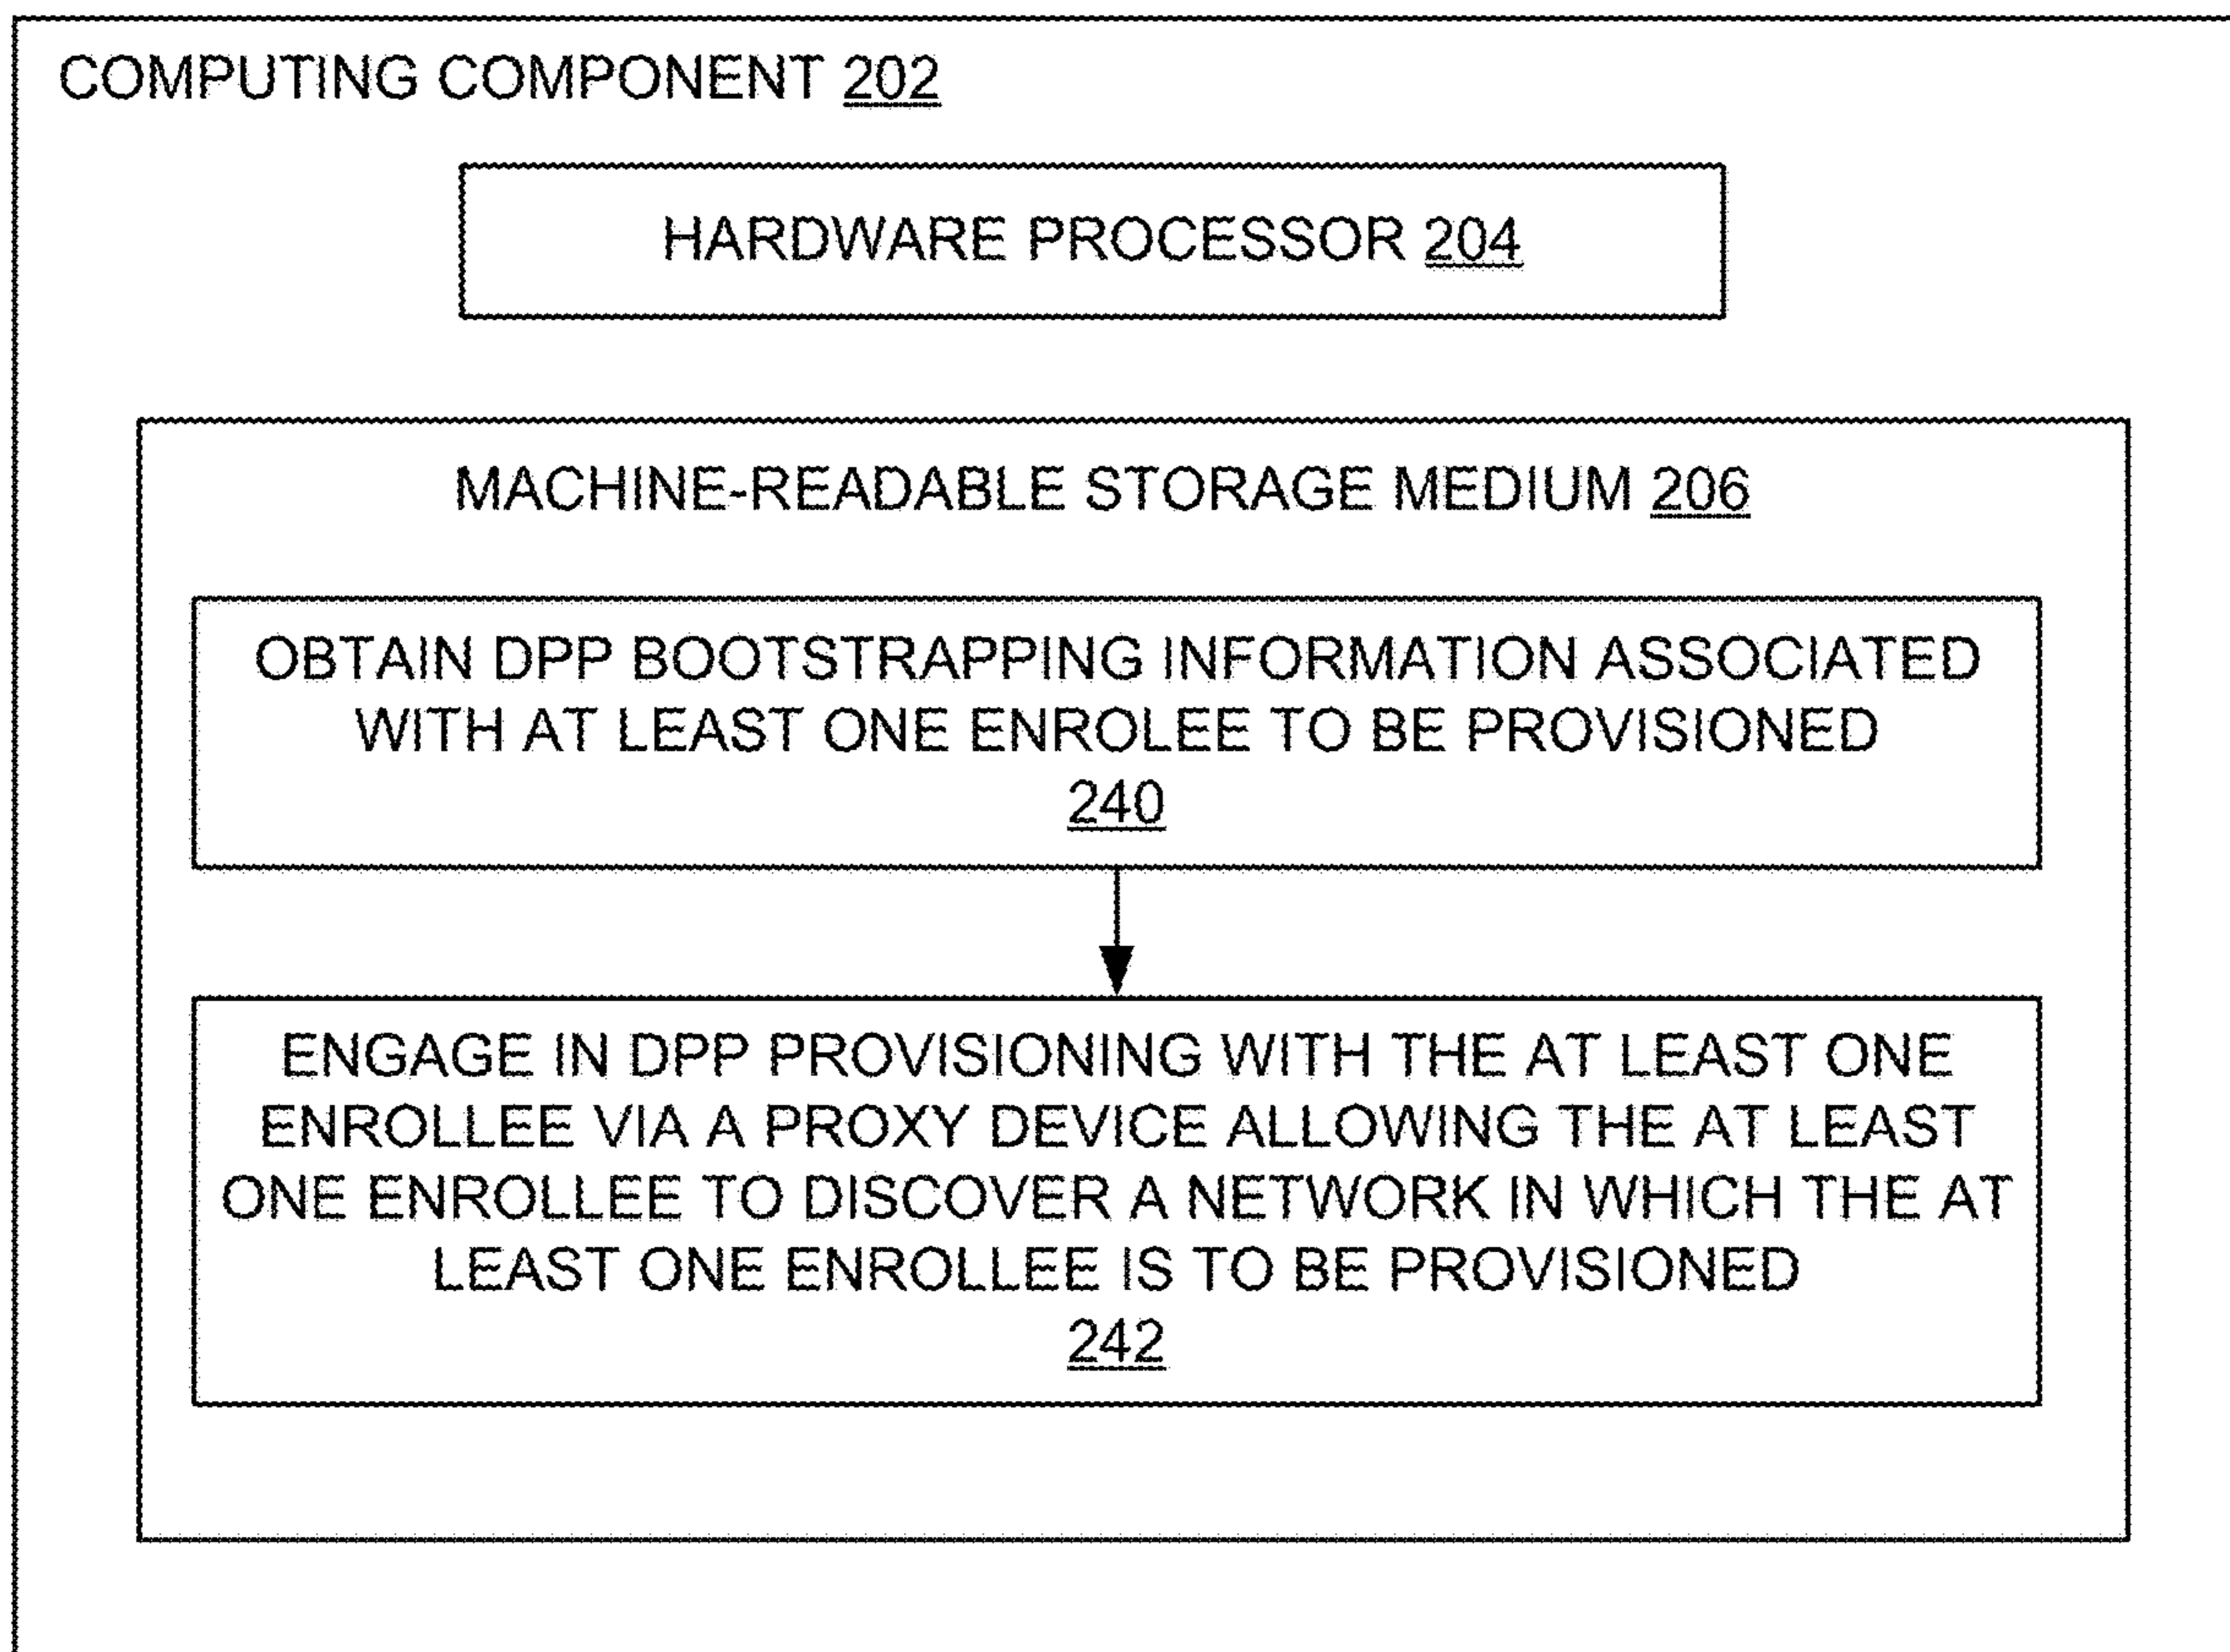 COMPUTING COMPONENT 202
HARDWARE PROCESSOR 204
MACHINE-READABLE STORAGE MEDIUM 206
OBTAIN DPP BOOTSTRAPPING INFORMATION ASSOCIATED
WITH AT LEAST ONE ENROLEE TO BE PROVISIONED
240
ENGAGE IN DPP PROVISIONING WITH THE AT LEAST ONE
ENROLLEE VIA A PROXY DEVICE ALLOWING THE AT LEAST
ONE ENROLLEE TO DISCOVER A NETWORK IN WHICH THE AT
LEAST ONE ENROLLEE IS TO BE PROVISIONED
242